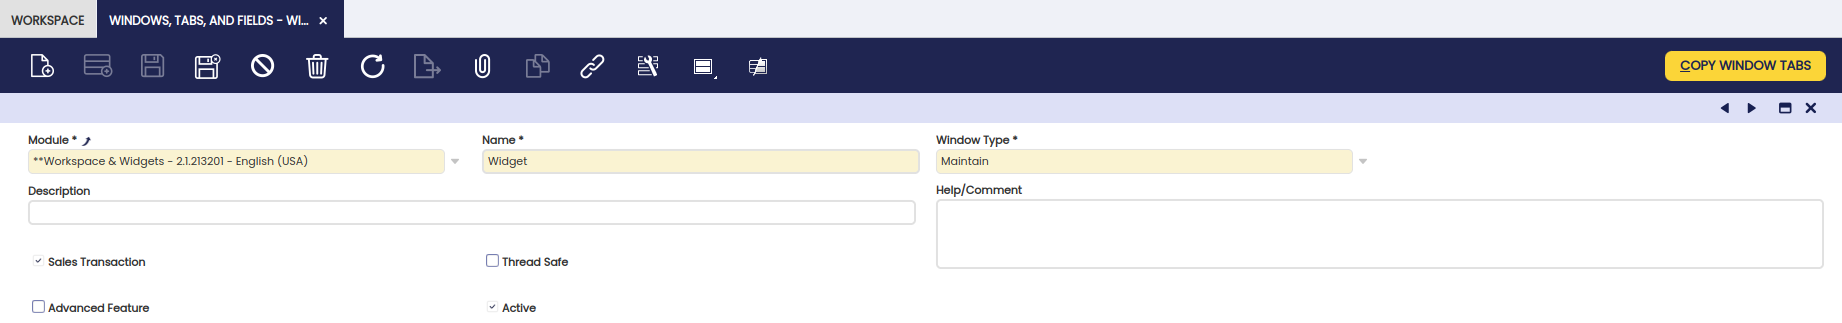 WORKSPACE
WINDOWS, TABS, AND FIELDS - WI...
COPY WINDOW TABS
Module *
Name *
Window Type *
**Workspace & Widgets - 2.1.213201 - English (USA)
Widget
Maintain
Description
Help/Comment
Sales Transaction
Thread Safe
Advanced Feature
Active